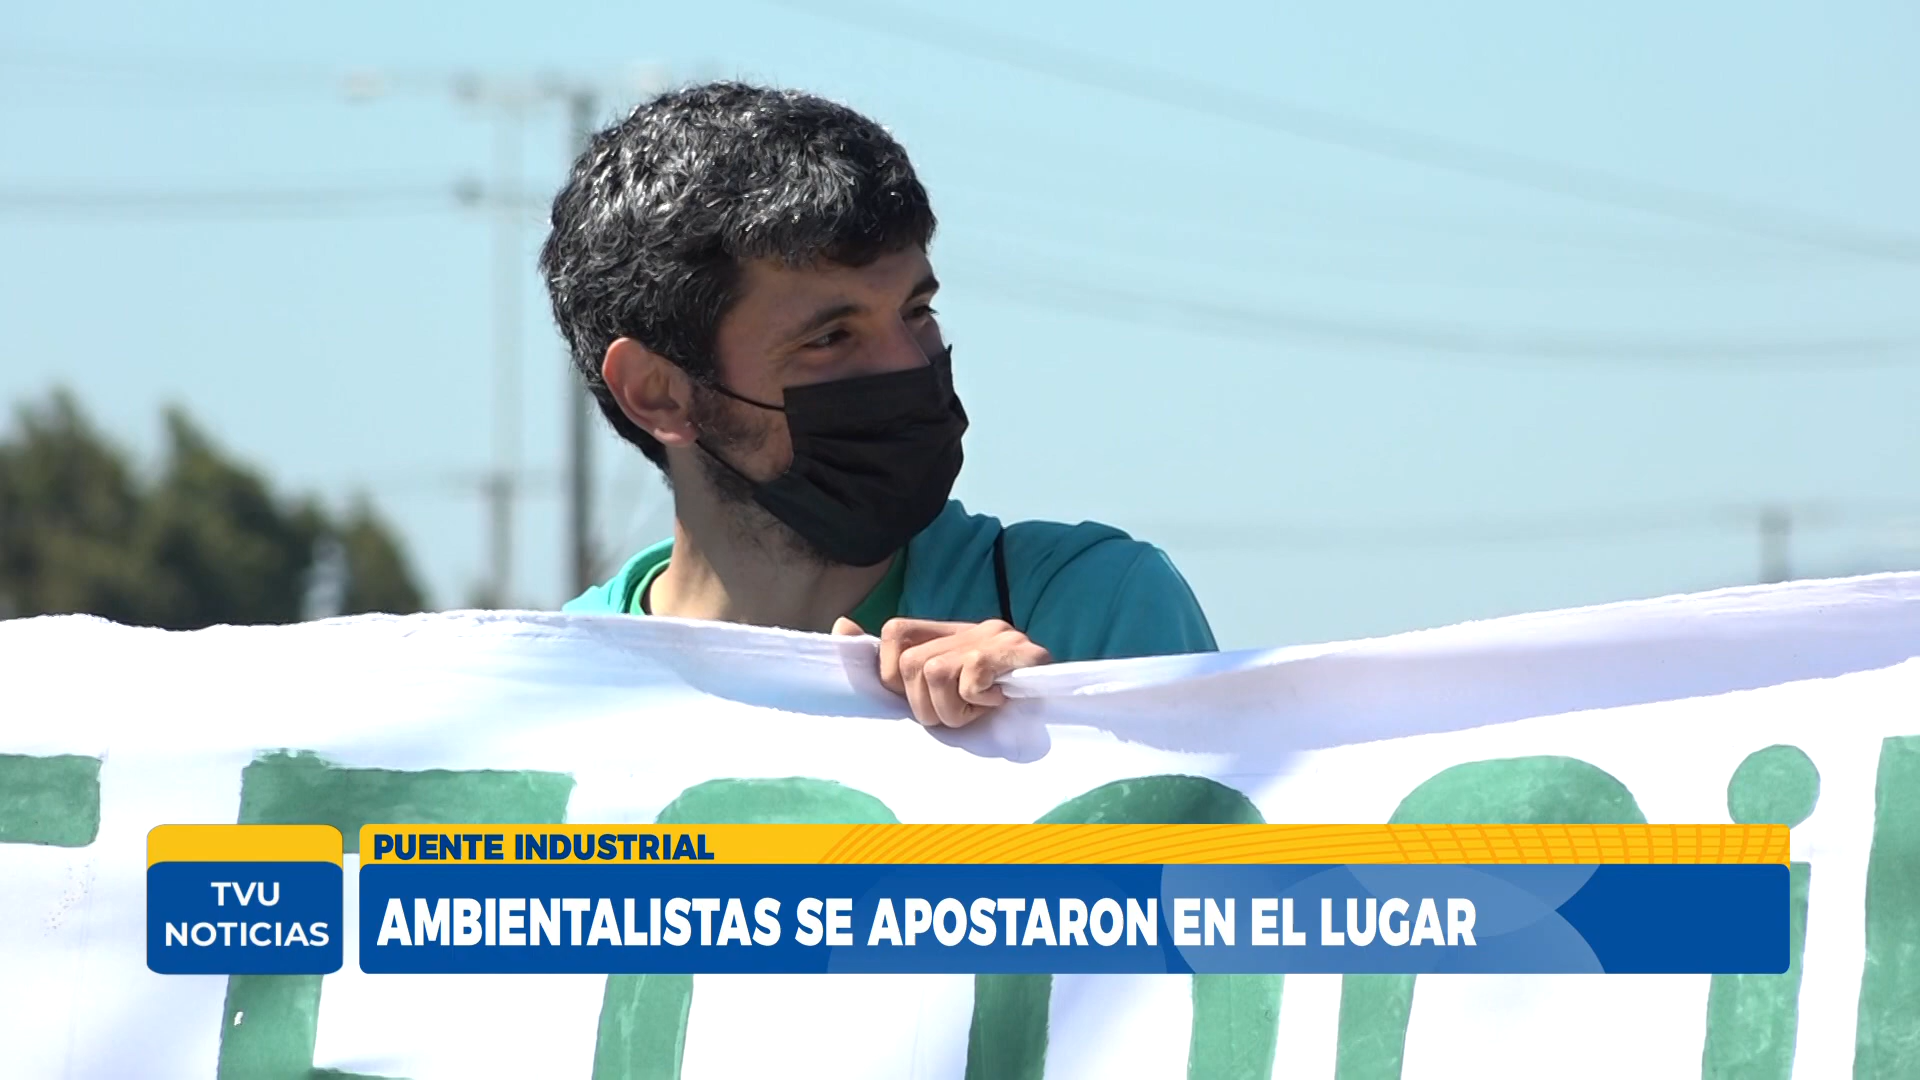 PUENTE INDUSTRIAL
TVU
NOTICIAS
AMBIENTALISTAS SE APOSTARON EN EL LUGAR